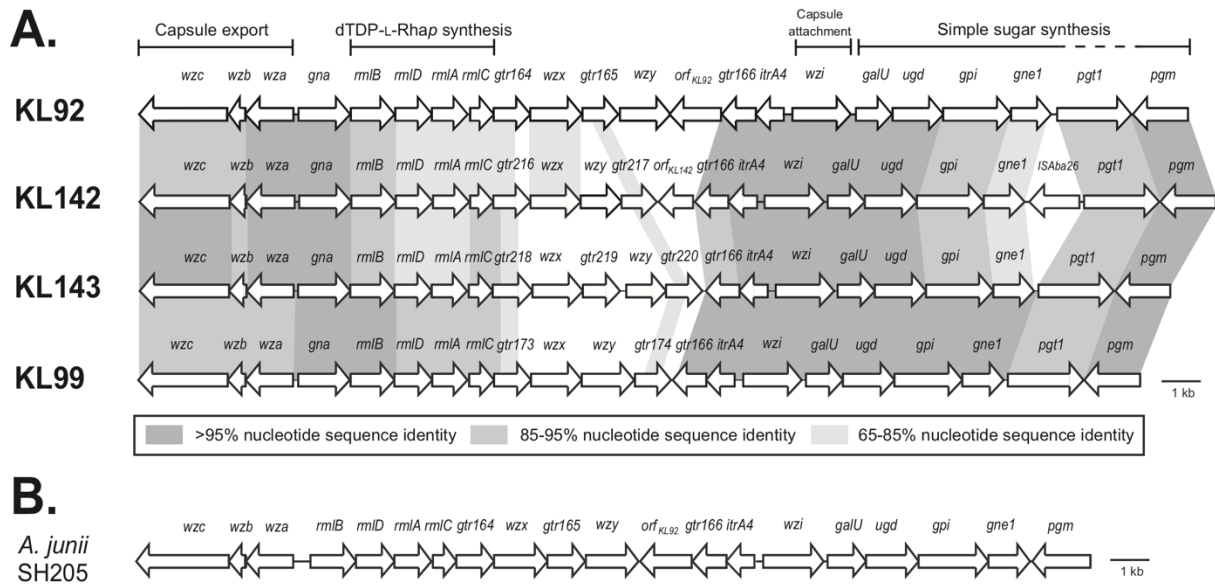 A.
Capsule export
dTDP-L-Rhap synthesis
Capsule attachment
Simple sugar synthesis
wzc wzb wza gna rmlB rmlD rmlA rmlC gtr164 wzx gtr165 wzy orf KL92 gtr166 itrA4 wzi galU ugd gpi gne1 pgt1 pgm
KL92
wzc wzb wza gna rmlB rmlD rmlA rmlC gtr216 wzx wzy gtr217 orf KL142 gtr166 itrA4 wzi galU ugd gpi gne1 ISAba26 pgt1 pgm
KL142
wzc wzb wza gna rmlB rmlD rmlA rmlC gtr218 wzx gtr219 wzy gtr220 gtr166 itrA4 wzi galU ugd gpi gne1 pgt1 pgm
KL143
wzc wzb wza gna rmlB rmlD rmlA rmlC gtr173 wzx wzy gtr174 gtr166 itrA4 wzi galU ugd gpi gne1 pgt1 pgm
KL99
1 kb
>95% nucleotide sequence identity 85-95% nucleotide sequence identity 65-85% nucleotide sequence identity
B.
wzc wzb wza rmlB rmlD rmlA rmlC gtr164 wzx gtr165 wzy orf KL92 gtr166 itrA4 wzi galU ugd gpi gne1 pgm
A. junii
SH205
1 kb